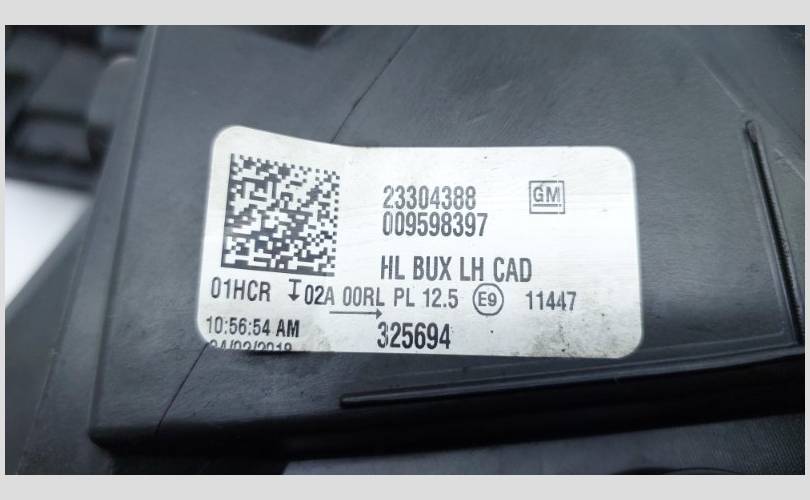 23304388
GM
009598397
HL BUX LH CAD
01HCR 02A 00RL PL 12.5 E9 11447
10:56:54 AM
325694